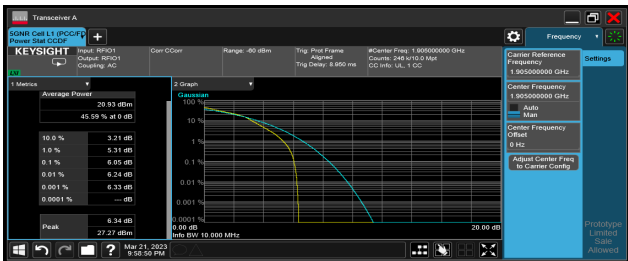 Transceiver A
5GNR Cell L1 (PCC/FD
Power Stat CCDF
Frequency
KEYSIGHT
Input: RFIO1
Output: RFIO1
Coupling: AC
Corr CCorr
Range: -60 dBm
Trig: Prot Frame
Aligned
Trig Delay: 8.950 ms
#Center Freq: 1.905000000 GHz
Counts: 246 k/10.0 Mpt
CC Info: UL, 1 CC
1 Metrics
Average Power
20.93 dBm
45.59 % at 0 dB
10.0 % 3.21 dB
1.0 % 5.31 dB
0.1 % 6.05 dB
0.01 % 6.24 dB
0.001 % 6.33 dB
0.0001 % --- dB
Peak 6.34 dB
27.27 dBm
2 Graph
Gaussian
100 %
10 %
1 %
0.1 %
0.01 %
0.001 %
0.0001 %
0.00 dB
20.00 dB
Info BW 10.000 MHz
Carrier Reference
Frequency
1.905000000 GHz
Center Frequency
1.905000000 GHz
Auto
Man
Center Frequency
Offset
0 Hz
Adjust Center Freq
to Carrier Config
Settings
Prototype
Limited
Sale
Allowed
Mar 21, 2023
9:58:50 PM